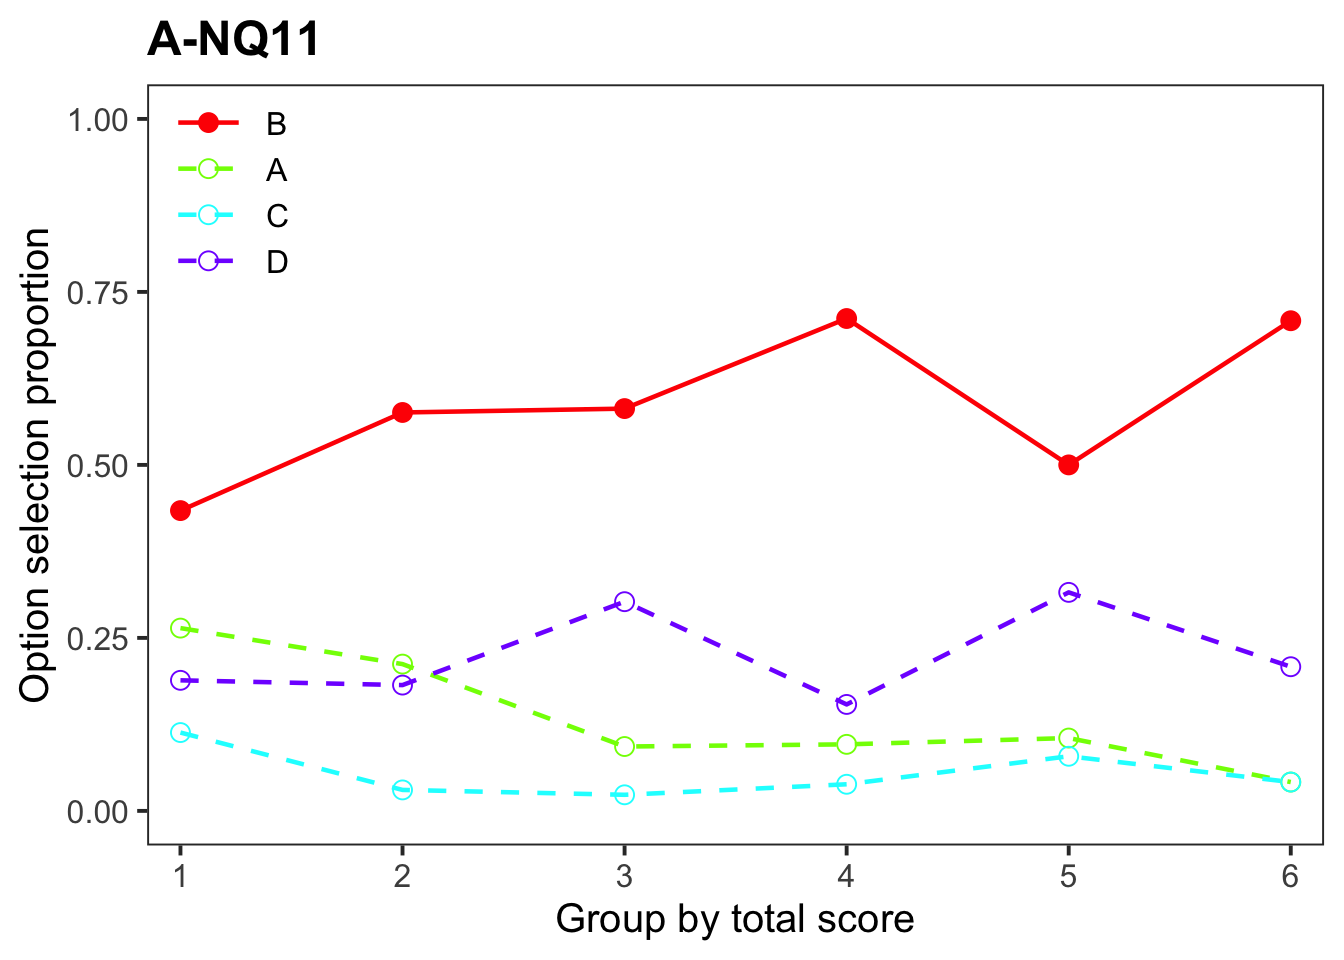 A-NQ11
B
A
C
D
1.00
0.75
0.50
0.25
0.00
Option selection proportion
1 2 3 4 5 6
Group by total score